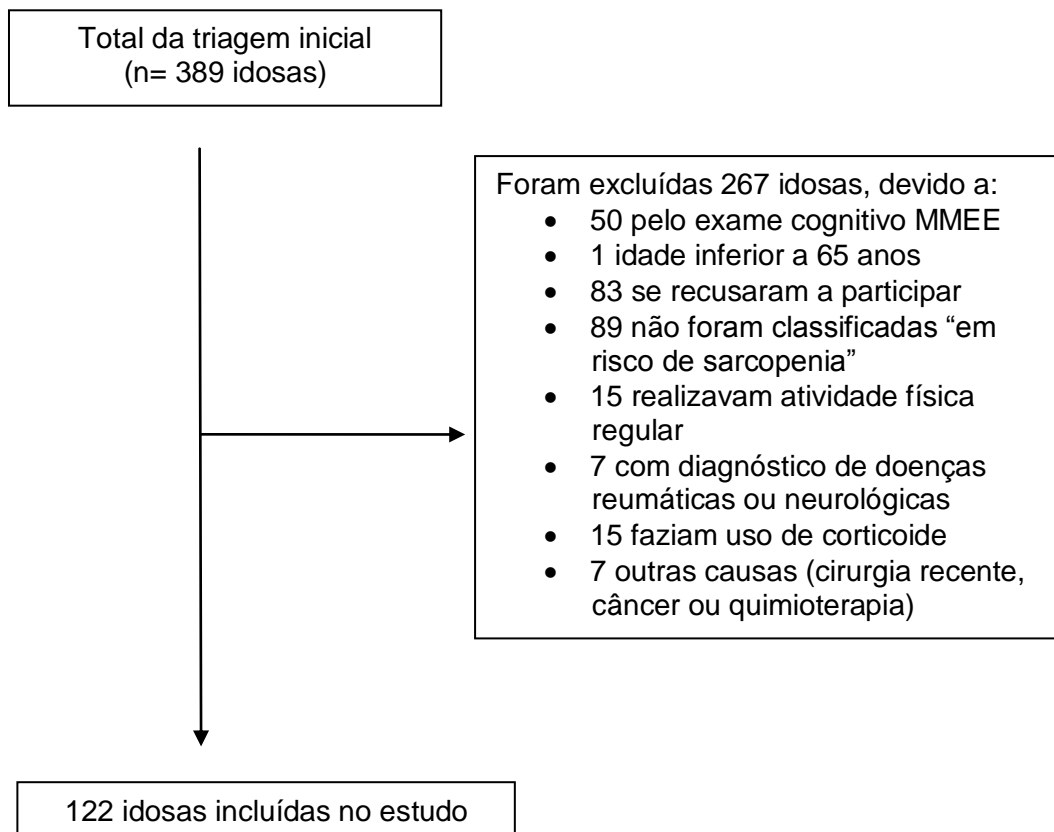 Total da triagem inicial
(n= 389 idosas)
Foram excluídas 267 idosas, devido a:
• 50 pelo exame cognitivo MMEE
• 1 idade inferior a 65 anos
• 83 se recusaram a participar
• 89 não foram classificadas “em
risco de sarcopenia”
• 15 realizavam atividade física
regular
• 7 com diagnóstico de doenças
reumáticas ou neurológicas
• 15 faziam uso de corticoide
• 7 outras causas (cirurgia recente,
câncer ou quimioterapia)
122 idosas incluídas no estudo